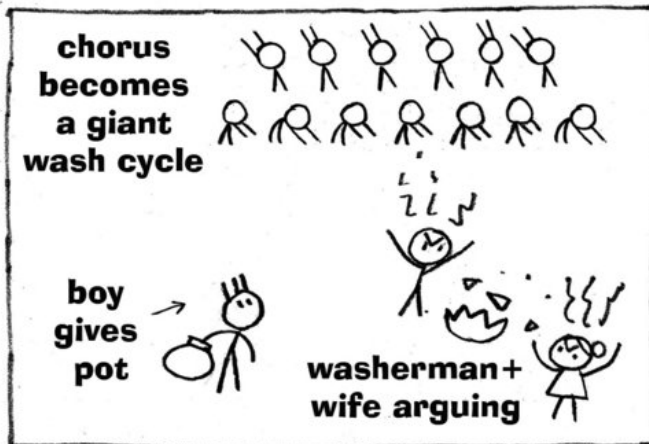 chorus
becomes
a giant
wash cycle
boy
gives
pot
washerman+
wife arguing